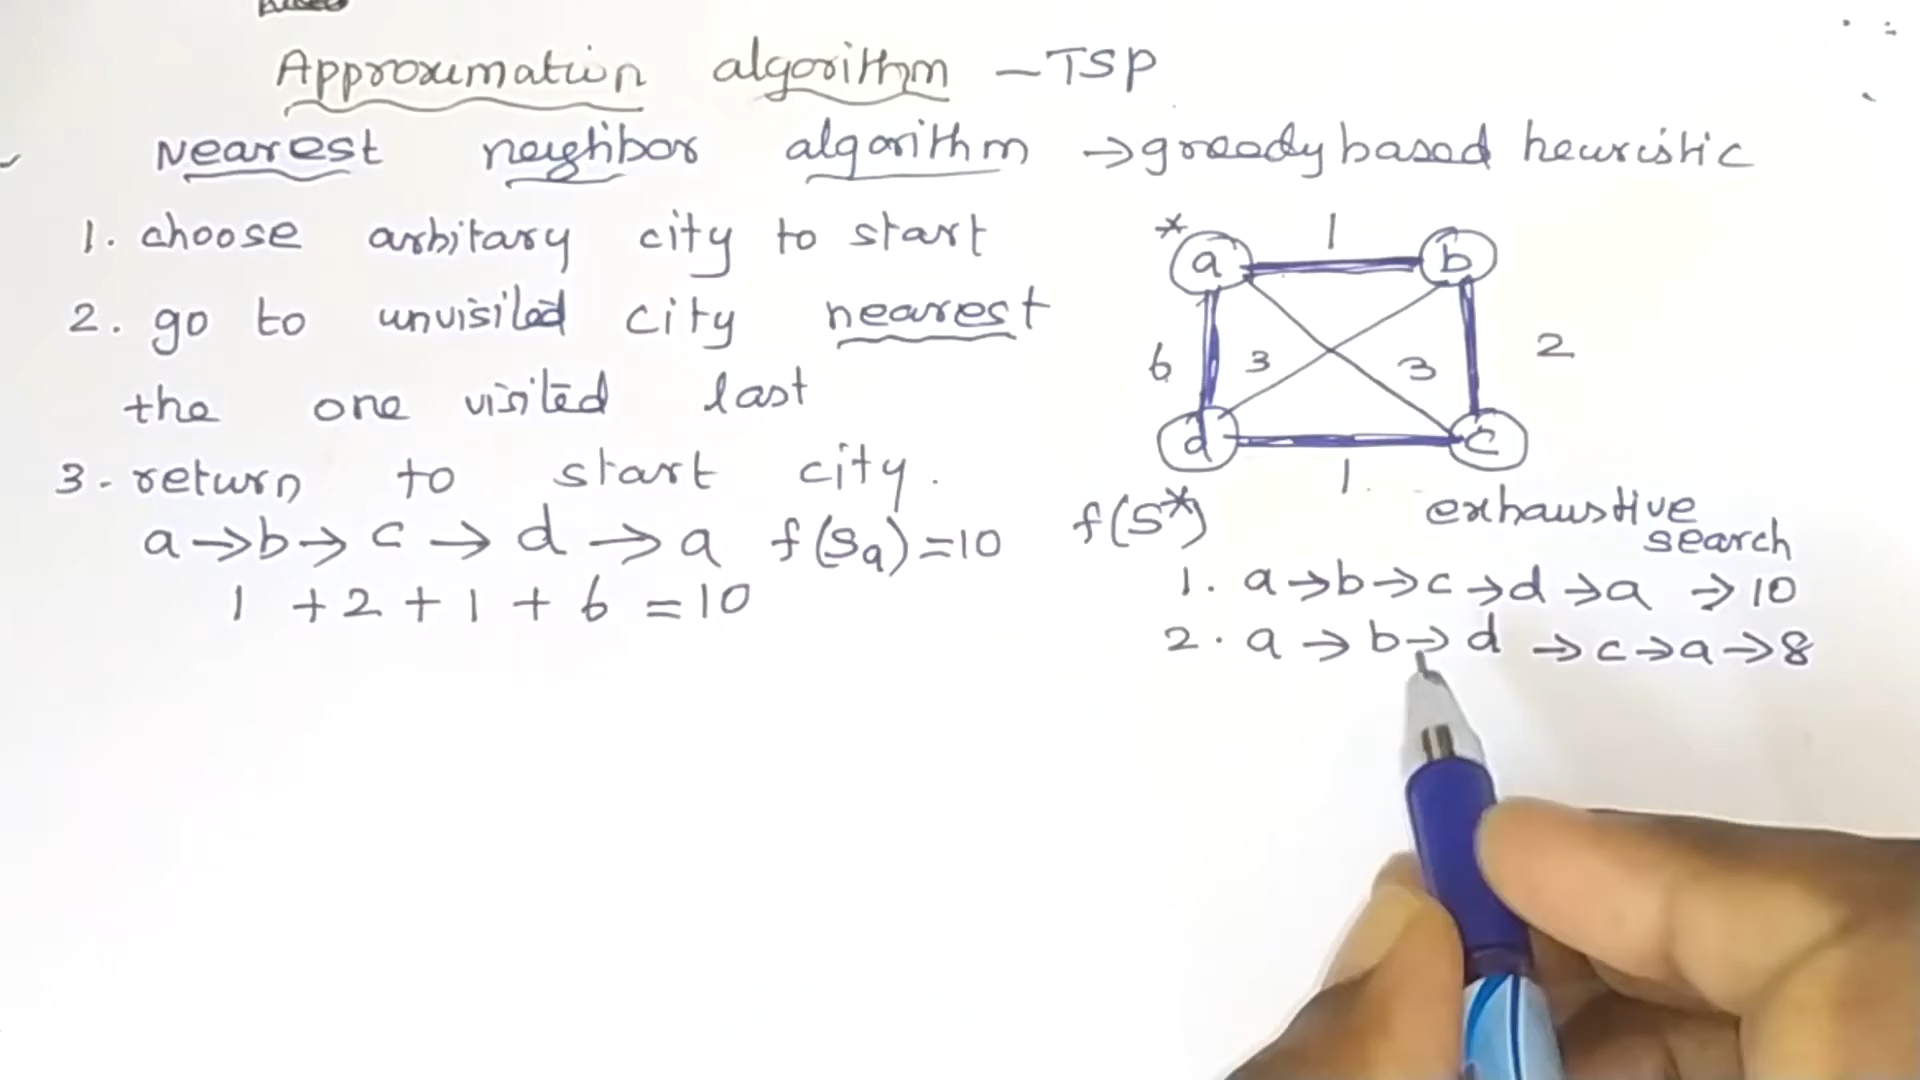 Approximation algorithm - TSP
Nearest neighbor algorithm → greedy based heuristic
1. choose arbitary city to start
2. go to unvisited city nearest
the one visited last
3 - return to start city.
a → b → c → d → a f(Sa) = 10
1 + 2 + 1 + 6 = 10
*
a 1 b
6 3 3 2
d 1 c
f(S*) exhaustive
search
1. a → b → c → d → a → 10
2. a → b → d → c → a → 8